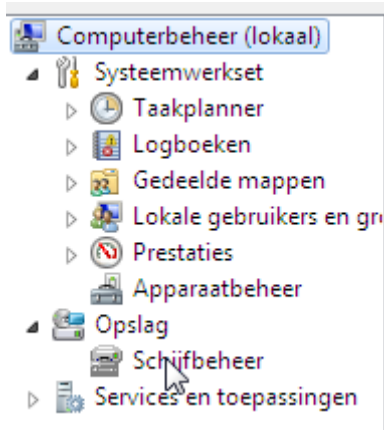 Computerbeheer (lokaal)
Systeemwerkset
Taakplanner
Logboeken
Gedeelde mappen
Lokale gebruikers en gr
Prestaties
Apparaatbeheer
Opslag
Schijfbeheer
Services en toepassingen